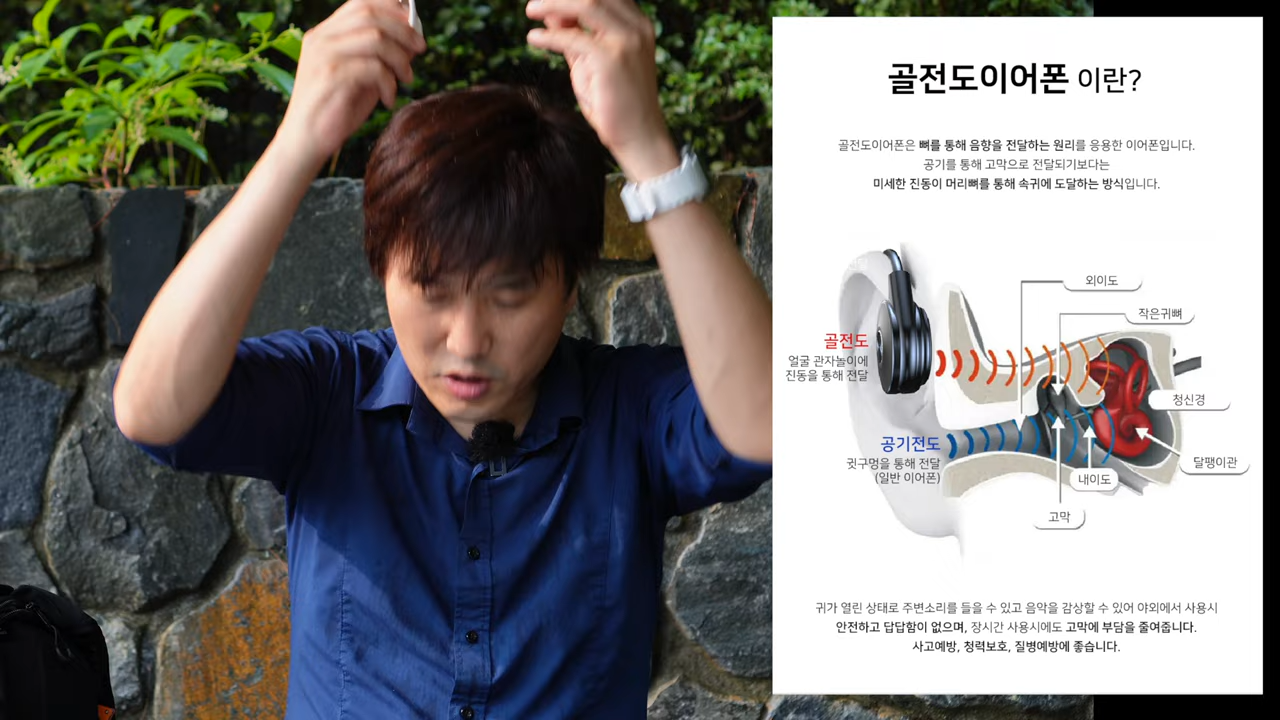 골전도이어폰 이란?
골전도이어폰은 뼈를 통해 음향을 전달하는 원리를 응용한 이어폰입니다.
공기를 통해 고막으로 전달되기보다는
미세한 진동이 머리뼈를 통해 속귀에 도달하는 방식입니다.
외이도
작은귀뼈
골전도
얼굴 관자놀이에
진동을 통해 전달
청신경
공기전도
귓구멍을 통해 전달
(일반 이어폰)
달팽이관
내이도
고막
귀가 열린 상태로 주변소리를 들을 수 있고 음악을 감상할 수 있어 야외에서 사용시
안전하고 답답함이 없으며, 장시간 사용시에도 고막에 부담을 줄여줍니다.
사고예방, 청력보호, 질병예방에 좋습니다.